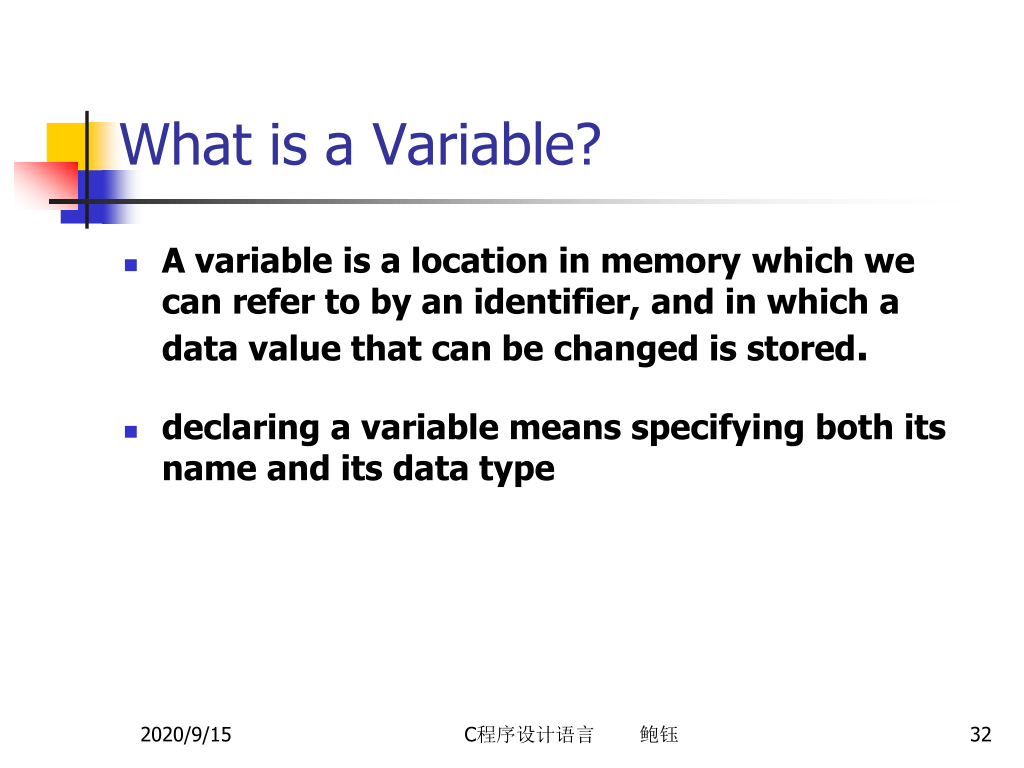 What is a Variable?
A variable is a location in memory which we
can refer to by an identifier, and in which a
data value that can be changed is stored.
declaring a variable means specifying both its
name and its data type
2020/9/15
C程序设计语言 鲍钰
32